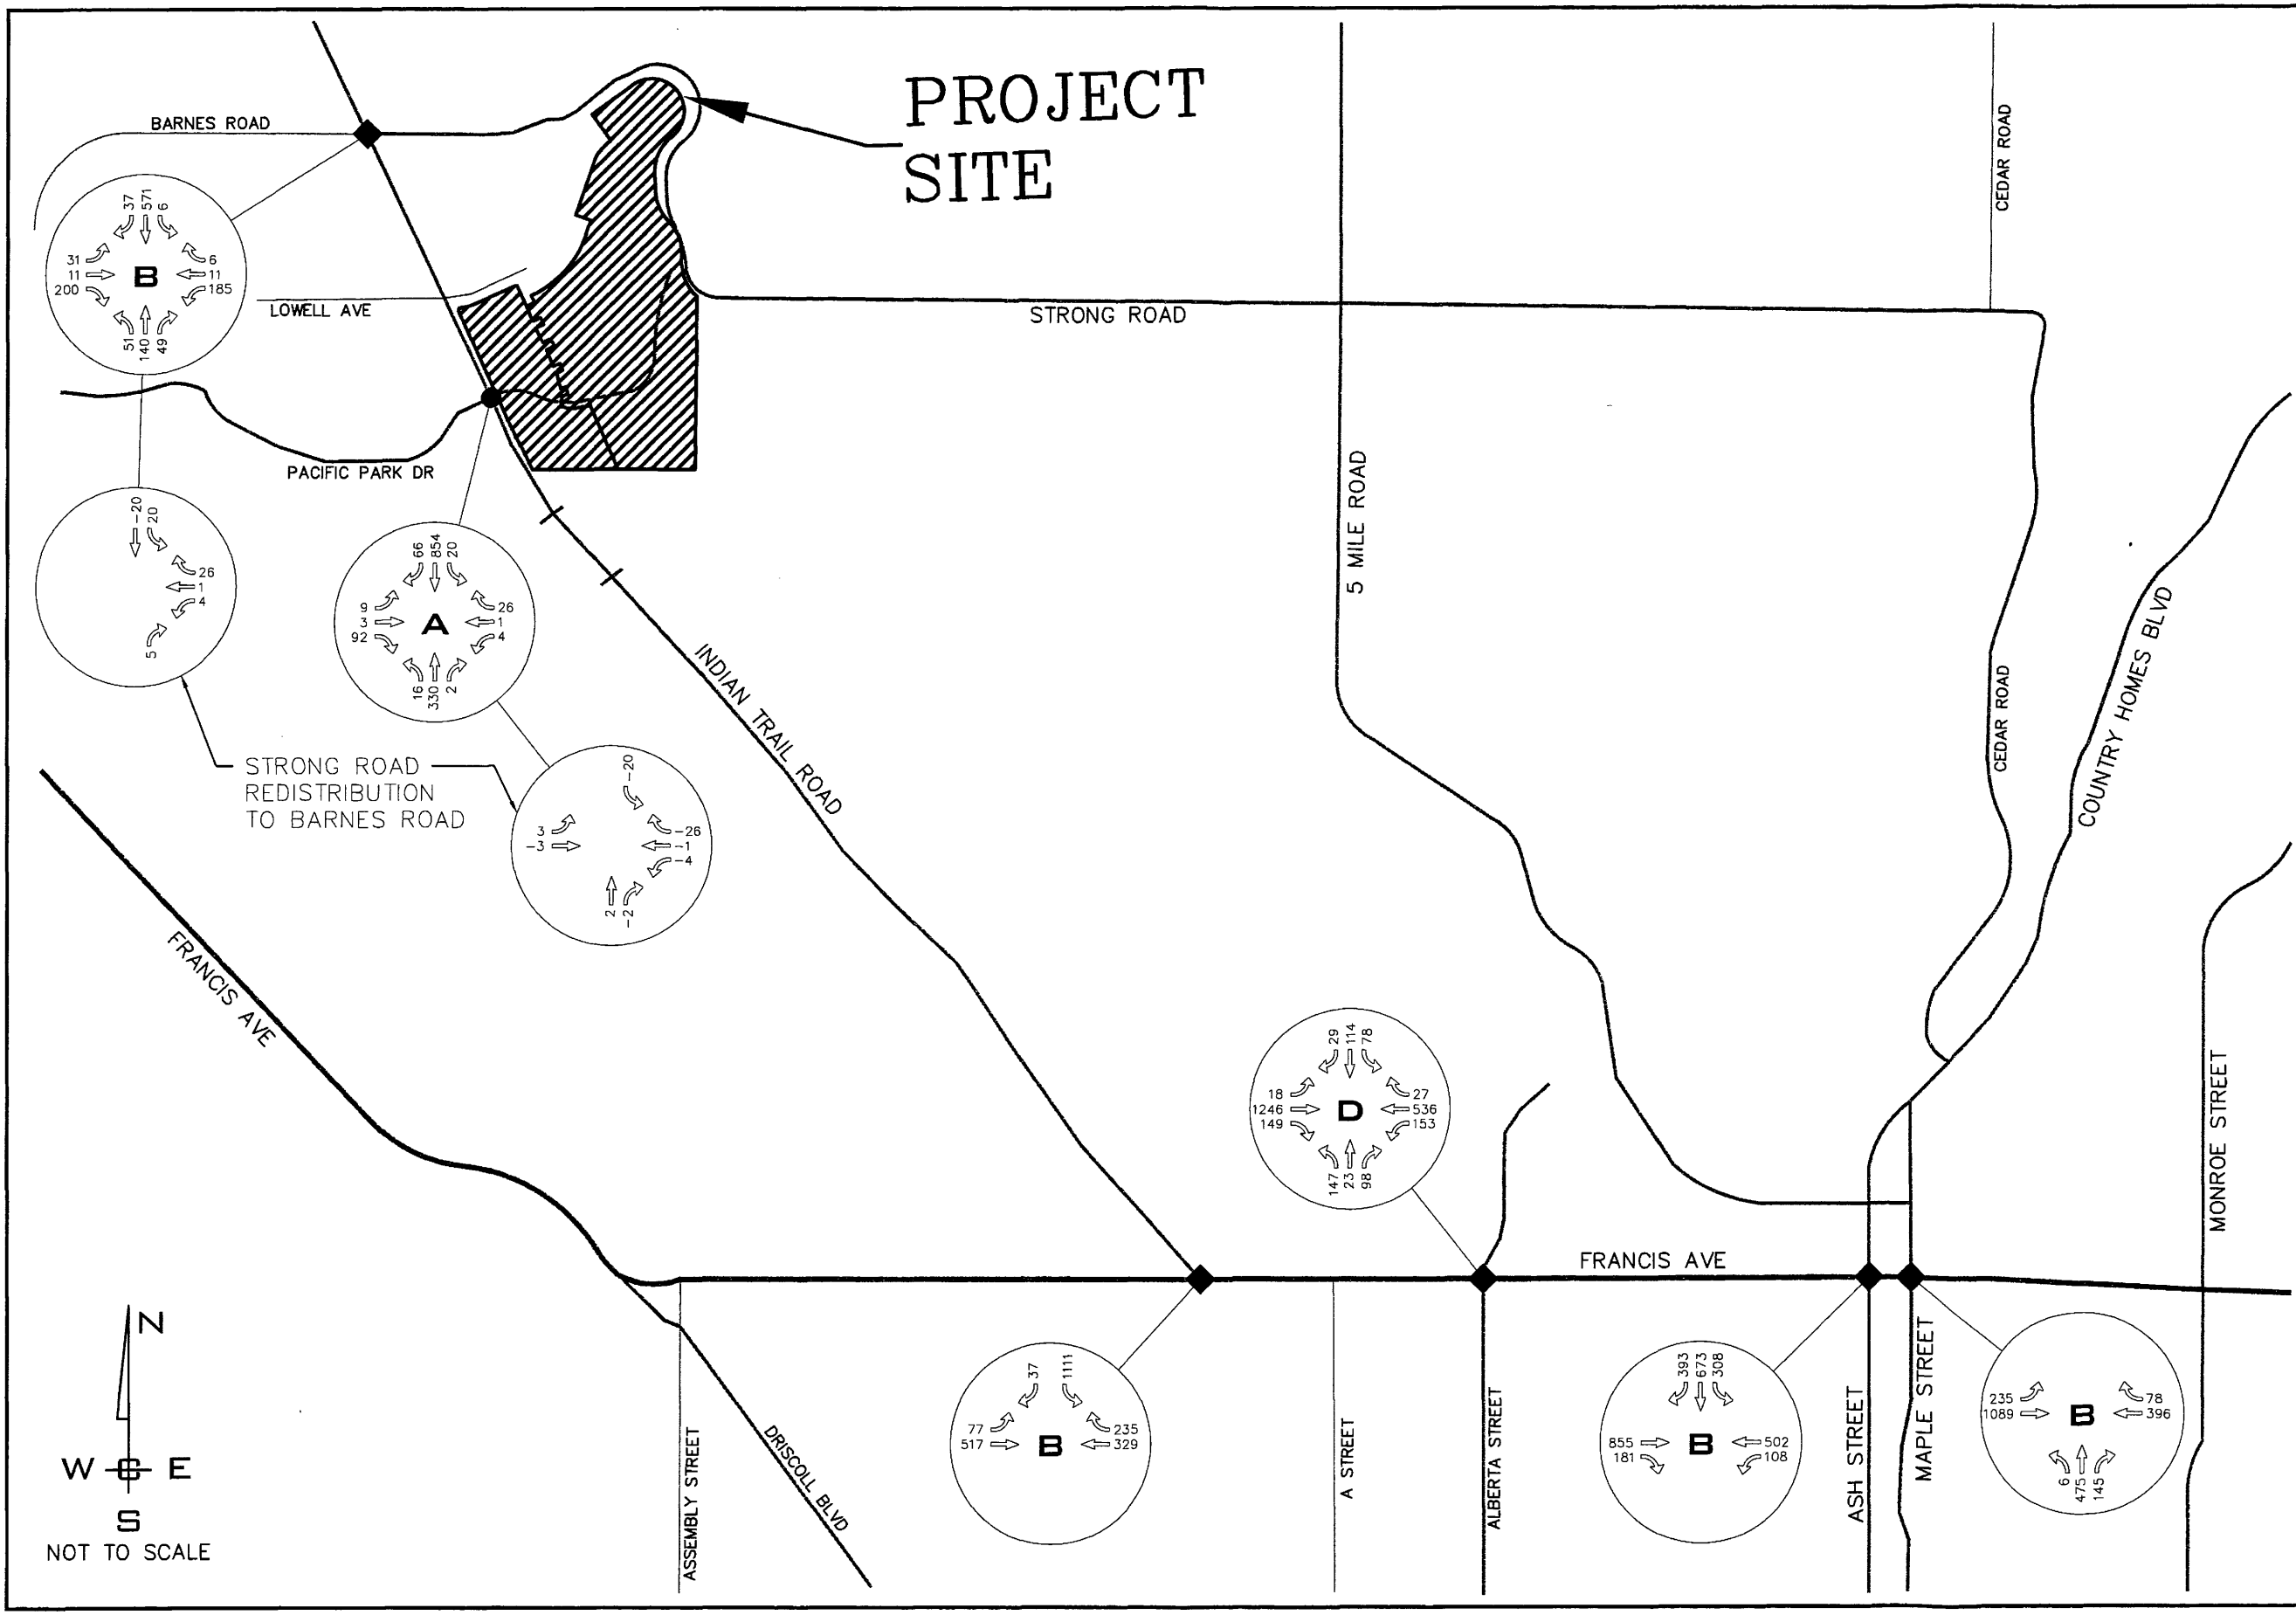 PROJECT
SITE
BARNES ROAD
CEDAR ROAD
37
571
6
31
11
200
B
6
11
185
51
140
49
LOWELL AVE
STRONG ROAD
PACIFIC PARK DR
5 MILE ROAD
-20
20
26
1
4
5
66
854
20
9
3
92
A
26
1
4
16
330
2
INDIAN TRAIL ROAD
COUNTRY HOMES BLVD
CEDAR ROAD
STRONG ROAD
REDISTRIBUTION
TO BARNES ROAD
-20
3
-3
-26
-1
-4
2
-2
FRANCIS AVE
29
114
78
18
1246
149
D
27
536
153
147
23
98
MONROE STREET
FRANCIS AVE
N
W E
S
NOT TO SCALE
ASSEMBLY STREET
DRISCOLL BLVD
37
1111
77
517
B
235
329
A STREET
ALBERTA STREET
393
673
308
855
181
B
502
108
ASH STREET
MAPLE STREET
235
1089
B
78
396
6
475
145